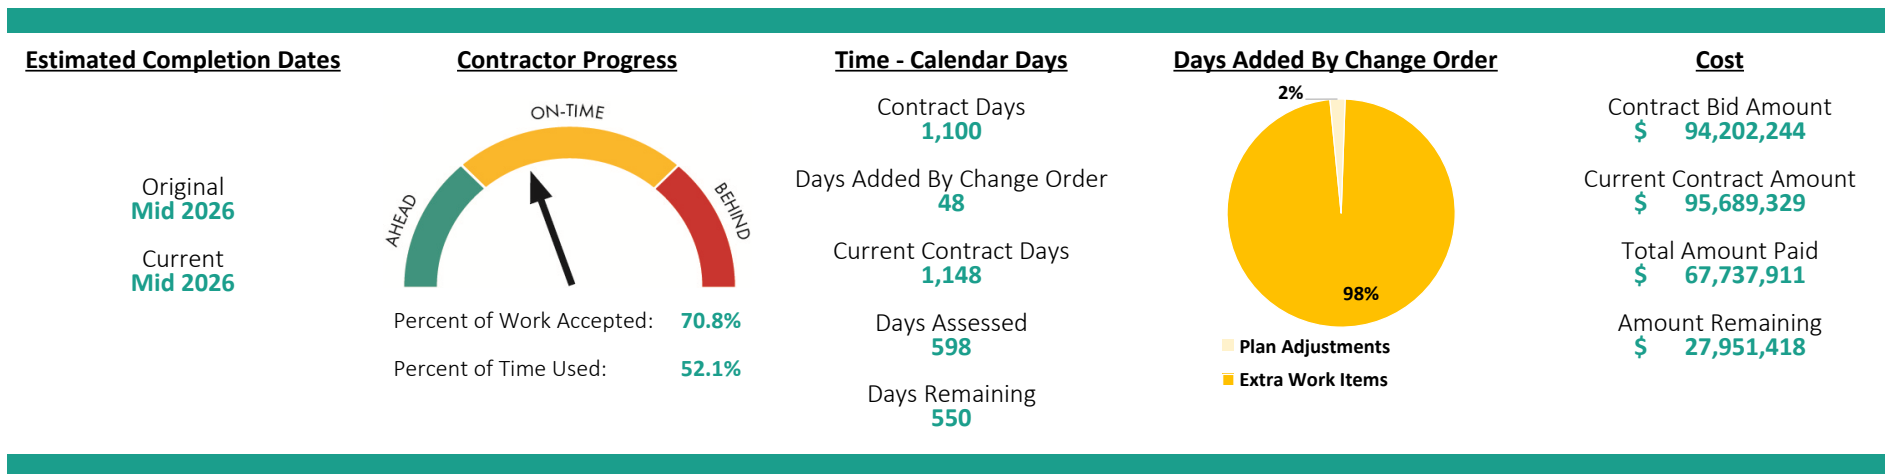 Estimated Completion Dates
Original
Mid 2026
Current
Mid 2026
Contractor Progress
AHEAD
ON-TIME
BEHIND
Percent of Work Accepted: 70.8%
Percent of Time Used: 52.1%
Time - Calendar Days
Contract Days
1,100
Days Added By Change Order
48
Current Contract Days
1,148
Days Assessed
598
Days Remaining
550
Days Added By Change Order
2%
98%
Plan Adjustments
Extra Work Items
Cost
Contract Bid Amount
$ 94,202,244
Current Contract Amount
$ 95,689,329
Total Amount Paid
$ 67,737,911
Amount Remaining
$ 27,951,418